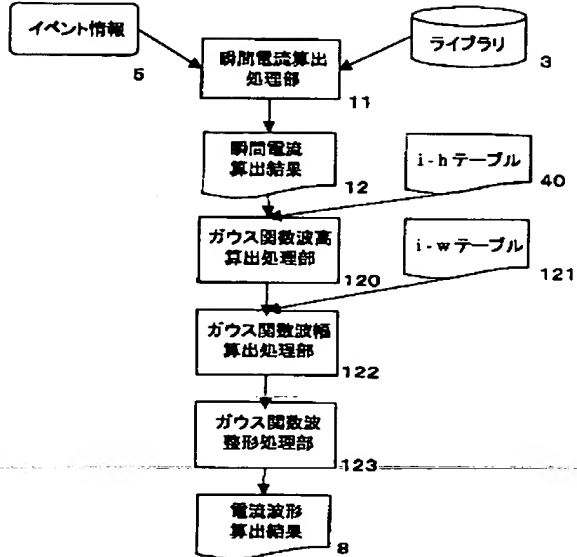 イベント情報
5
ライブラリ
3
瞬間電流算出
処理部
11
瞬間電流
算出結果
12
i-hテーブル
40
ガウス関数波高
算出処理部
120
i-wテーブル
121
ガウス関数波幅
算出処理部
122
ガウス関数波
整形処理部
123
電流波形
算出結果
8